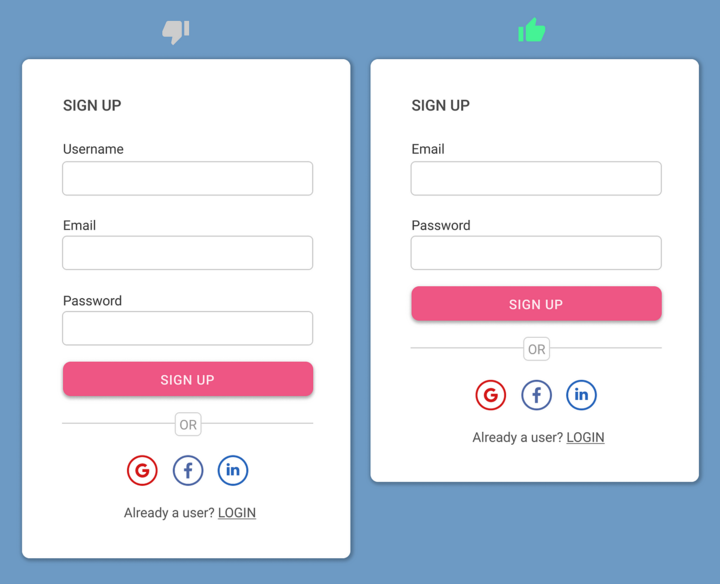 SIGN UP
Username
Email
Password
SIGN UP
OR
G f in
Already a user? LOGIN
SIGN UP
Email
Password
SIGN UP
OR
G f in
Already a user? LOGIN